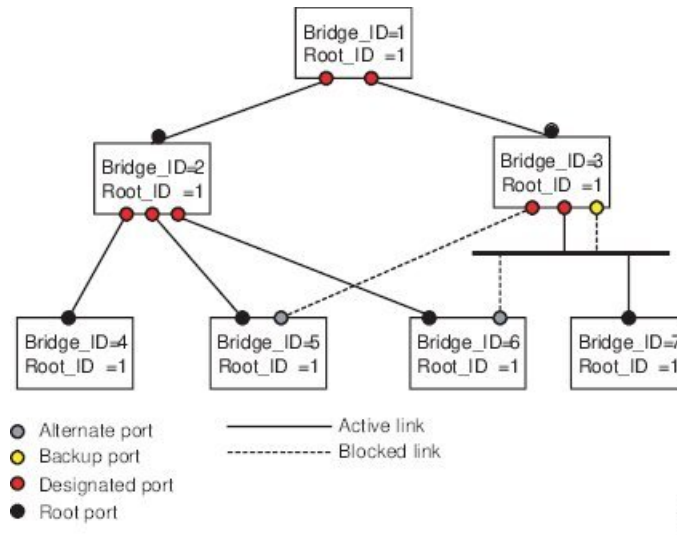 Bridge_ID=1
Root_ID =1
Bridge_ID=2
Root_ID =1
Bridge_ID=3
Root_ID =1
Bridge_ID=4
Root_ID =1
Bridge_ID=5
Root_ID =1
Bridge_ID=6
Root_ID =1
Bridge_ID=7
Root_ID =1
Alternate port
Backup port
Designated port
Root port
Active link
Blocked link